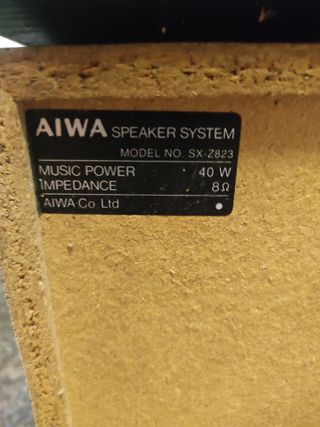 AIWA SPEAKER SYSTEM
MODEL NO. SX-Z823
MUSIC POWER 40 W
IMPEDANCE 8Ω
AIWA Co Ltd